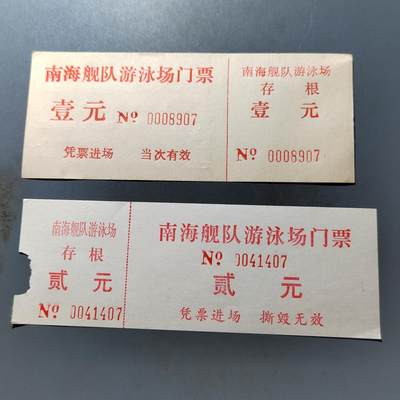 南海舰队游泳场门票
壹元 Nº 0008907
凭票进场 当次有效
南海舰队游泳场
存根
壹元
Nº 0008907
南海舰队游泳场
存根
贰元
Nº 0041407
南海舰队游泳场门票
Nº 0041407
贰元
凭票进场 撕毁无效